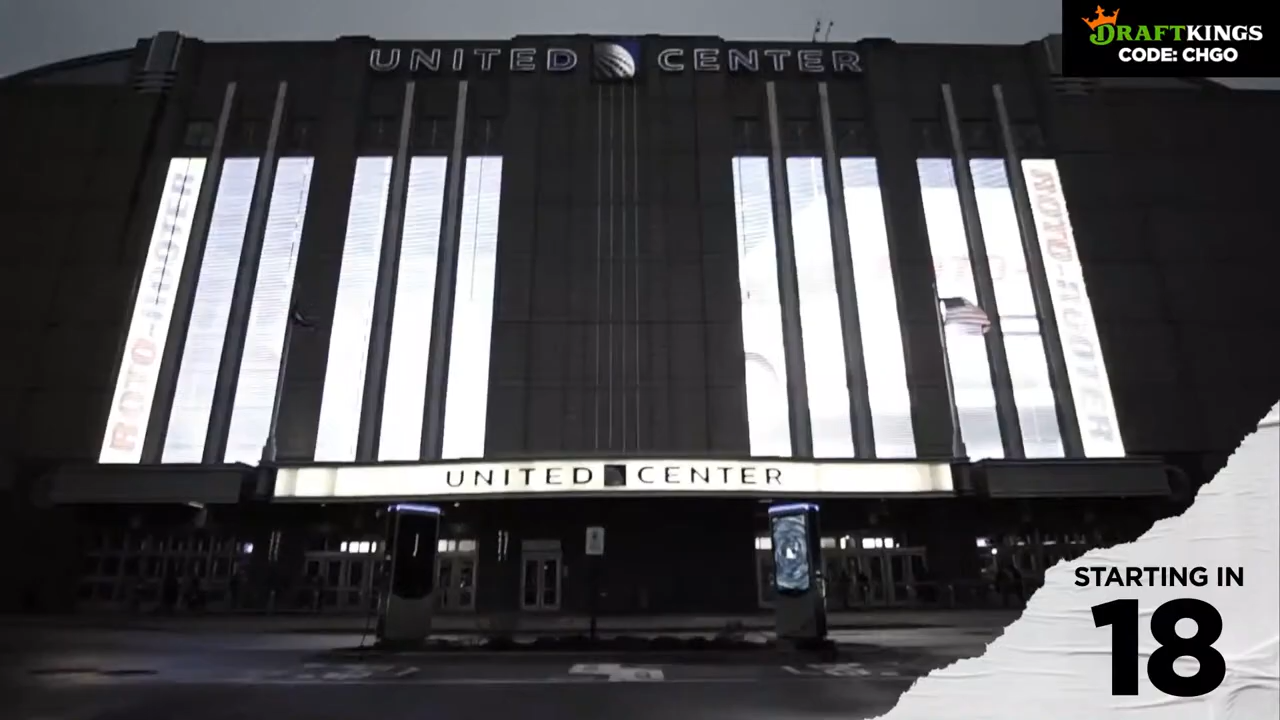 DRAFTKINGS
CODE: CHGO
UNITED CENTER
ROTO-ROOTER
ROTO-ROOTER
UNITED CENTER
STARTING IN
18